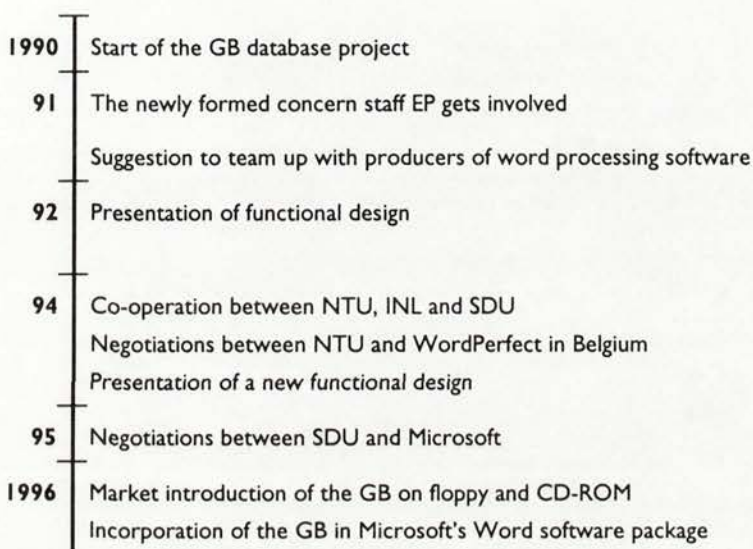 1990 Start of the GB database project
91 The newly formed concern staff EP gets involved
Suggestion to team up with producers of word processing software
92 Presentation of functional design
94 Co-operation between NTU, INL and SDU
Negotiations between NTU and WordPerfect in Belgium
Presentation of a new functional design
95 Negotiations between SDU and Microsoft
1996 Market introduction of the GB on floppy and CD-ROM
Incorporation of the GB in Microsoft's Word software package